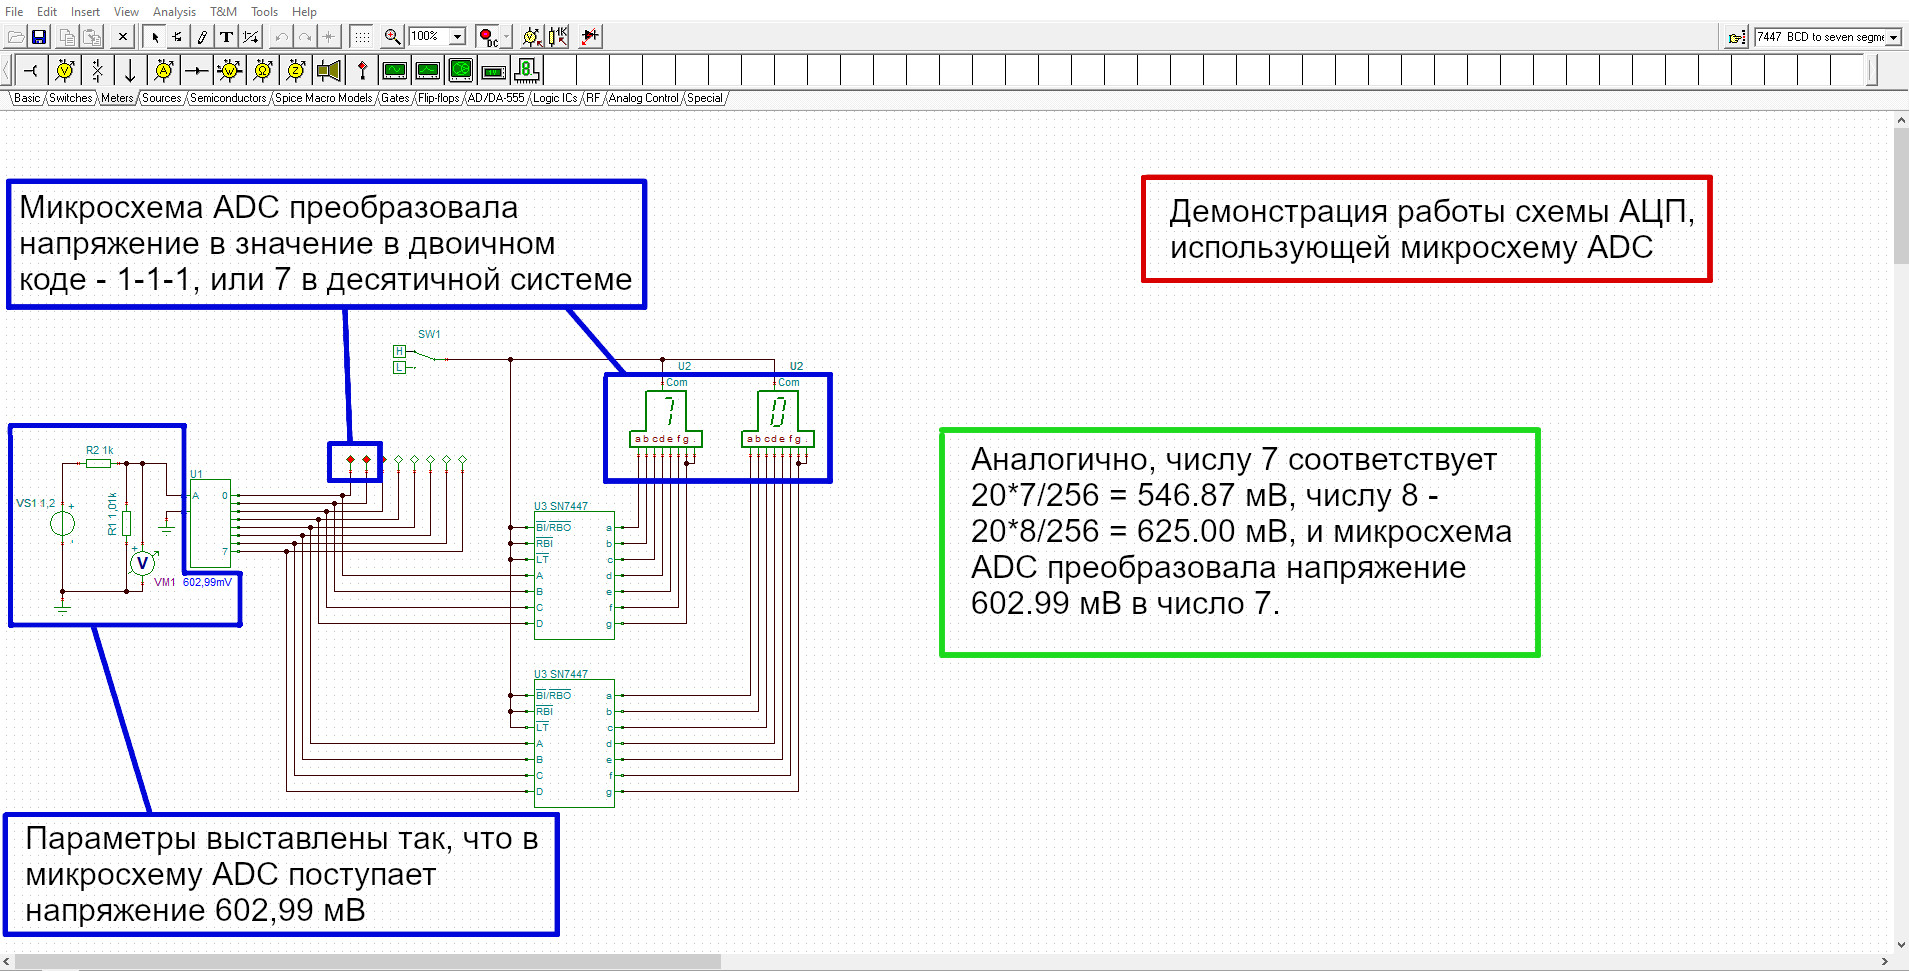 File Edit Insert View Analysis T&M Tools Help
100% DC 1K 7447 BCD to seven segme
Basic Switches Meters Sources Semiconductors Spice Macro Models Gates Flip-flops AD/DA-555 Logic ICs RF Analog Control Special
Микросхема ADC преобразовала
напряжение в значение в двоичном
коде - 1-1-1, или 7 в десятичной системе
Демонстрация работы схемы АЦП,
использующей микросхему ADC
SW1
H
L
U2 U2
Com Com
7 0
a b c d e f g . a b c d e f g .
R2 1k
U1
A 0
VS1 1,2
R1 1,01k
7
V
VM1 602,99mV
U3 SN7447
BI/RBO a
RBI b
LT c
A d
B e
C f
D g
U3 SN7447
BI/RBO a
RBI b
LT c
A d
B e
C f
D g
Аналогично, числу 7 соответствует
20*7/256 = 546.87 мВ, числу 8 -
20*8/256 = 625.00 мВ, и микросхема
ADC преобразовала напряжение
602.99 мВ в число 7.
Параметры выставлены так, что в
микросхему ADC поступает
напряжение 602,99 мВ